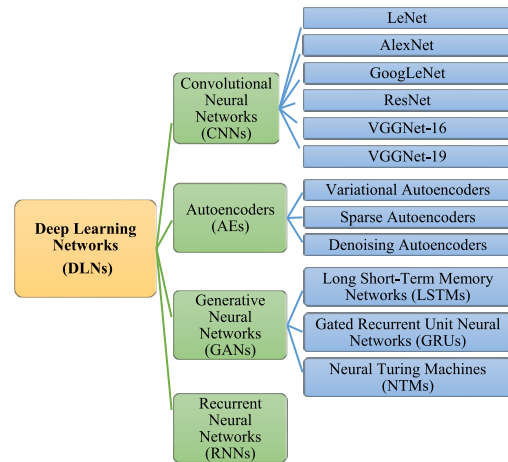 Deep Learning
Networks
(DLNs)
Convolutional
Neural
Networks
(CNNs)
LeNet
AlexNet
GoogLeNet
ResNet
VGGNet-16
VGGNet-19
Autoencoders
(AEs)
Variational Autoencoders
Sparse Autoencoders
Denoising Autoencoders
Generative
Neural
Networks
(GANs)
Long Short-Term Memory
Networks (LSTMs)
Gated Recurrent Unit Neural
Networks (GRUs)
Neural Turing Machines
(NTMs)
Recurrent
Neural
Networks
(RNNs)